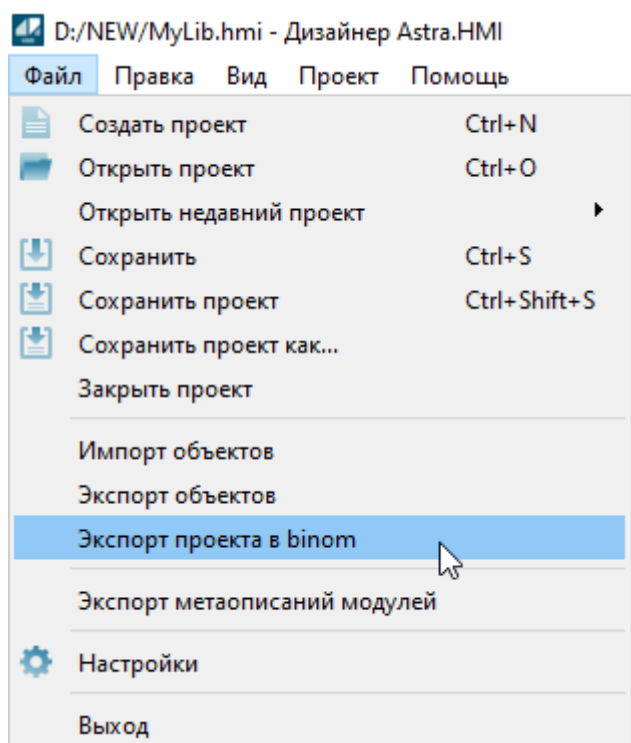 D:/NEW/MyLib.hmi - Дизайнер Astra.HMI
Файл Правка Вид Проект Помощь
Создать проект Ctrl+N
Открыть проект Ctrl+O
Открыть недавний проект
Сохранить Ctrl+S
Сохранить проект Ctrl+Shift+S
Сохранить проект как...
Закрыть проект
Импорт объектов
Экспорт объектов
Экспорт проекта в binom
Экспорт метаописаний модулей
Настройки
Выход